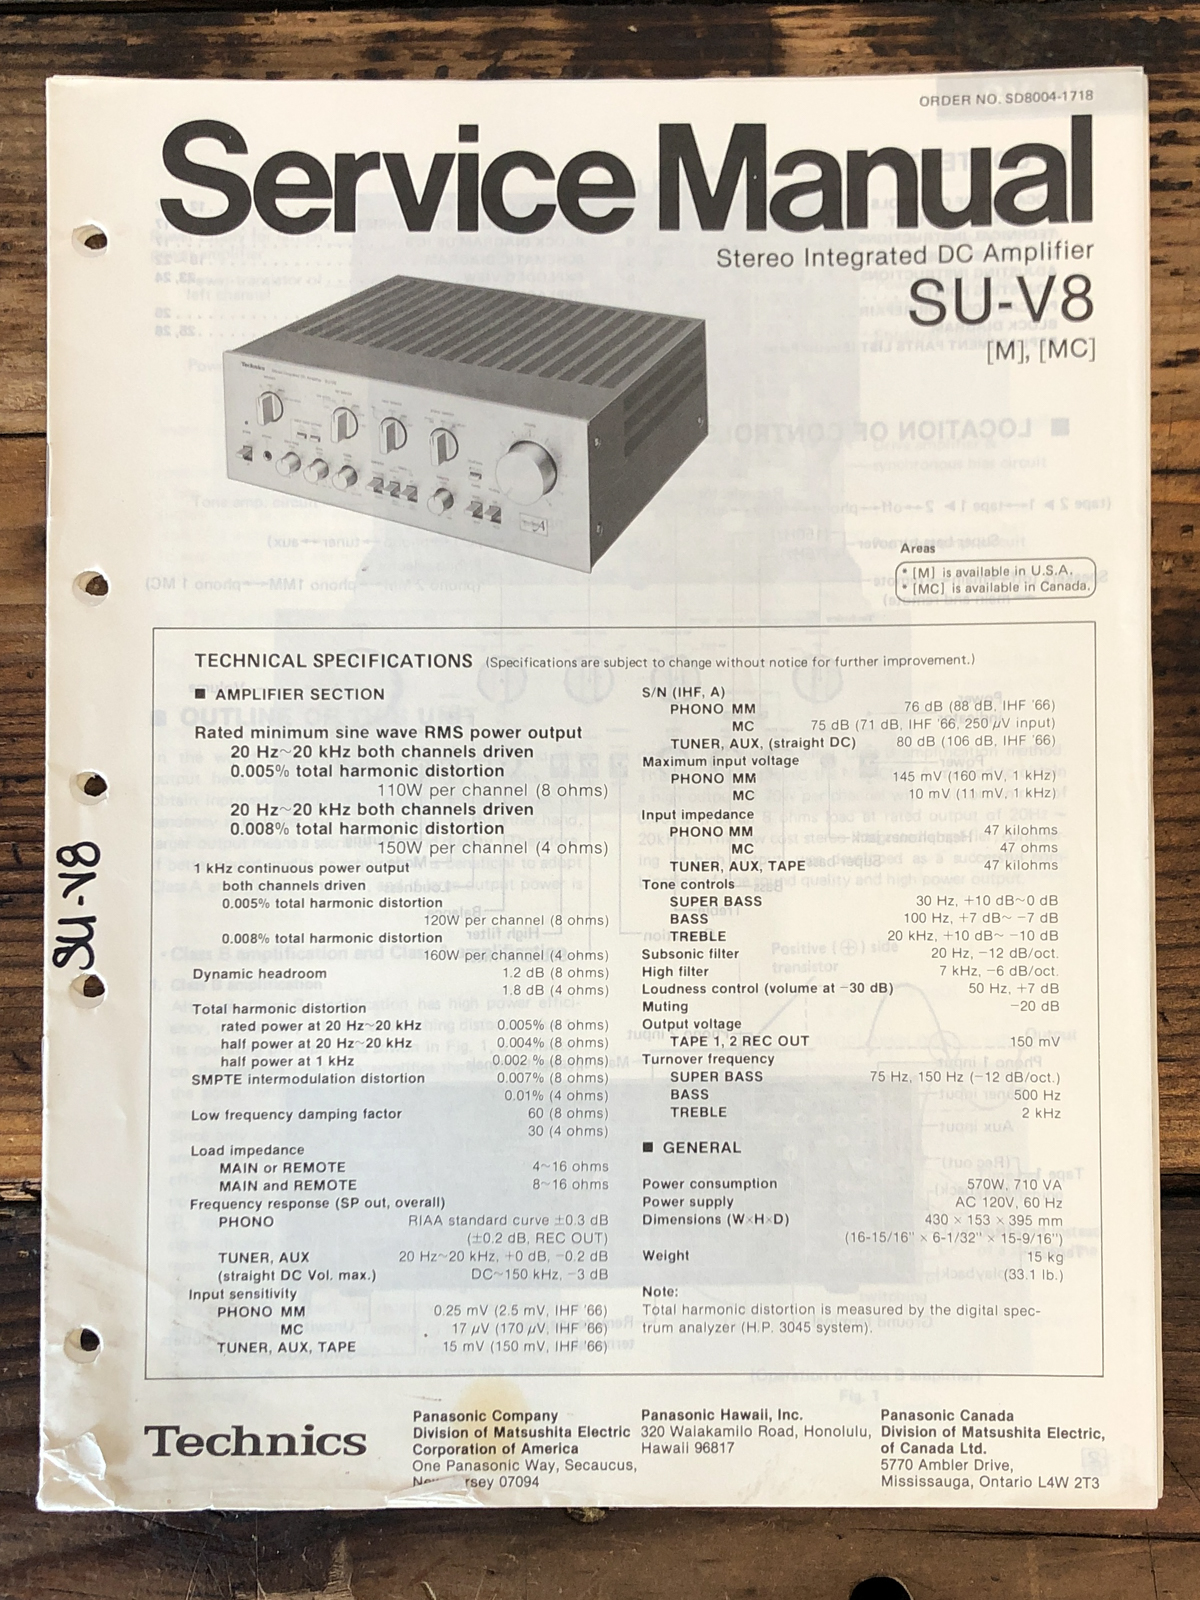 ORDER NO. SD8004-1718
Service Manual
Stereo Integrated DC Amplifier
SU-V8
[M], [MC]
Technics
Areas
* [M] is available in U.S.A.
* [MC] is available in Canada.
TECHNICAL SPECIFICATIONS (Specifications are subject to change without notice for further improvement.)
■ AMPLIFIER SECTION
Rated minimum sine wave RMS power output
20 Hz~20 kHz both channels driven
0.005% total harmonic distortion
110W per channel (8 ohms)
20 Hz~20 kHz both channels driven
0.008% total harmonic distortion
150W per channel (4 ohms)
1 kHz continuous power output
both channels driven
0.005% total harmonic distortion
120W per channel (8 ohms)
0.008% total harmonic distortion
160W per channel (4 ohms)
Dynamic headroom 1.2 dB (8 ohms)
1.8 dB (4 ohms)
Total harmonic distortion
rated power at 20 Hz~20 kHz 0.005% (8 ohms)
half power at 20 Hz~20 kHz 0.004% (8 ohms)
half power at 1 kHz 0.002 % (8 ohms)
SMPTE intermodulation distortion 0.007% (8 ohms)
0.01% (4 ohms)
Low frequency damping factor 60 (8 ohms)
30 (4 ohms)
Load impedance
MAIN or REMOTE 4~16 ohms
MAIN and REMOTE 8~16 ohms
Frequency response (SP out, overall)
PHONO RIAA standard curve ±0.3 dB
(±0.2 dB, REC OUT)
TUNER, AUX 20 Hz~20 kHz, +0 dB, -0.2 dB
(straight DC Vol. max.) DC~150 kHz, -3 dB
Input sensitivity
PHONO MM 0.25 mV (2.5 mV, IHF '66)
MC 17 µV (170 µV, IHF '66)
TUNER, AUX, TAPE 15 mV (150 mV, IHF '66)
S/N (IHF, A)
PHONO MM 76 dB (88 dB, IHF '66)
MC 75 dB (71 dB, IHF '66, 250 µV input)
TUNER, AUX, (straight DC) 80 dB (106 dB, IHF '66)
Maximum input voltage
PHONO MM 145 mV (160 mV, 1 kHz)
MC 10 mV (11 mV, 1 kHz)
Input impedance
PHONO MM 47 kilohms
MC 47 ohms
TUNER, AUX, TAPE 47 kilohms
Tone controls
SUPER BASS 30 Hz, +10 dB~0 dB
BASS 100 Hz, +7 dB~ -7 dB
TREBLE 20 kHz, +10 dB~ -10 dB
Subsonic filter 20 Hz, -12 dB/oct.
High filter 7 kHz, -6 dB/oct.
Loudness control (volume at -30 dB) 50 Hz, +7 dB
Muting -20 dB
Output voltage
TAPE 1, 2 REC OUT 150 mV
Turnover frequency
SUPER BASS 75 Hz, 150 Hz (-12 dB/oct.)
BASS 500 Hz
TREBLE 2 kHz
■ GENERAL
Power consumption 570W, 710 VA
Power supply AC 120V, 60 Hz
Dimensions (W×H×D) 430 × 153 × 395 mm
(16-15/16" × 6-1/32" × 15-9/16")
Weight 15 kg
(33.1 lb.)
Note:
Total harmonic distortion is measured by the digital spec-
trum analyzer (H.P. 3045 system).
SU-V8
Technics
Panasonic Company
Division of Matsushita Electric
Corporation of America
One Panasonic Way, Secaucus,
rsey 07094
Panasonic Hawaii, Inc.
320 Waiakamilo Road, Honolulu,
Hawaii 96817
Panasonic Canada
Division of Matsushita Electric,
of Canada Ltd.
5770 Ambler Drive,
Mississauga, Ontario L4W 2T3